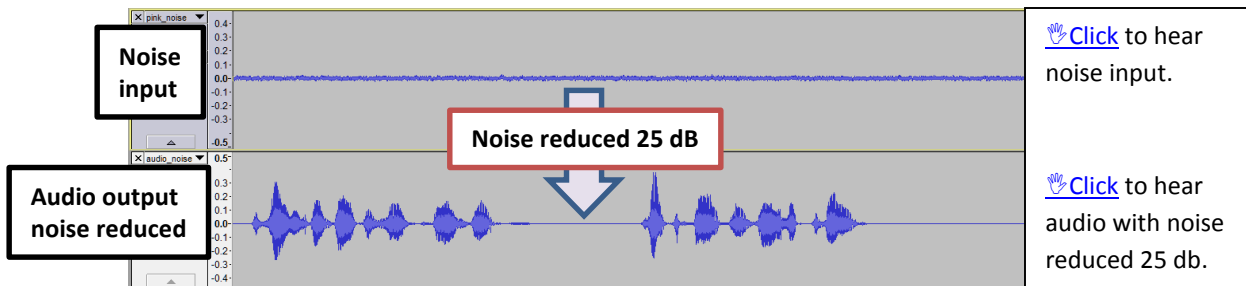 pink_noise
0.4
0.3
0.2
0.1
0.0
-0.1
-0.2
-0.3
-0.5
Noise
input
Noise reduced 25 dB
audio_noise
0.5
0.3
0.2
0.1
0.0
-0.1
-0.2
-0.3
-0.4
Audio output
noise reduced
Click to hear
noise input.
Click to hear
audio with noise
reduced 25 db.